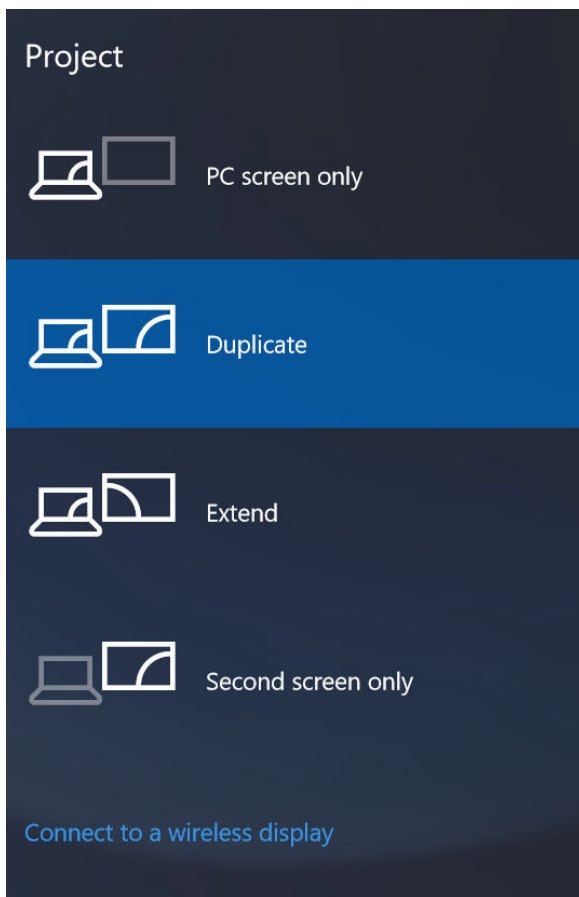 Project
PC screen only
Duplicate
Extend
Second screen only
Connect to a wireless display